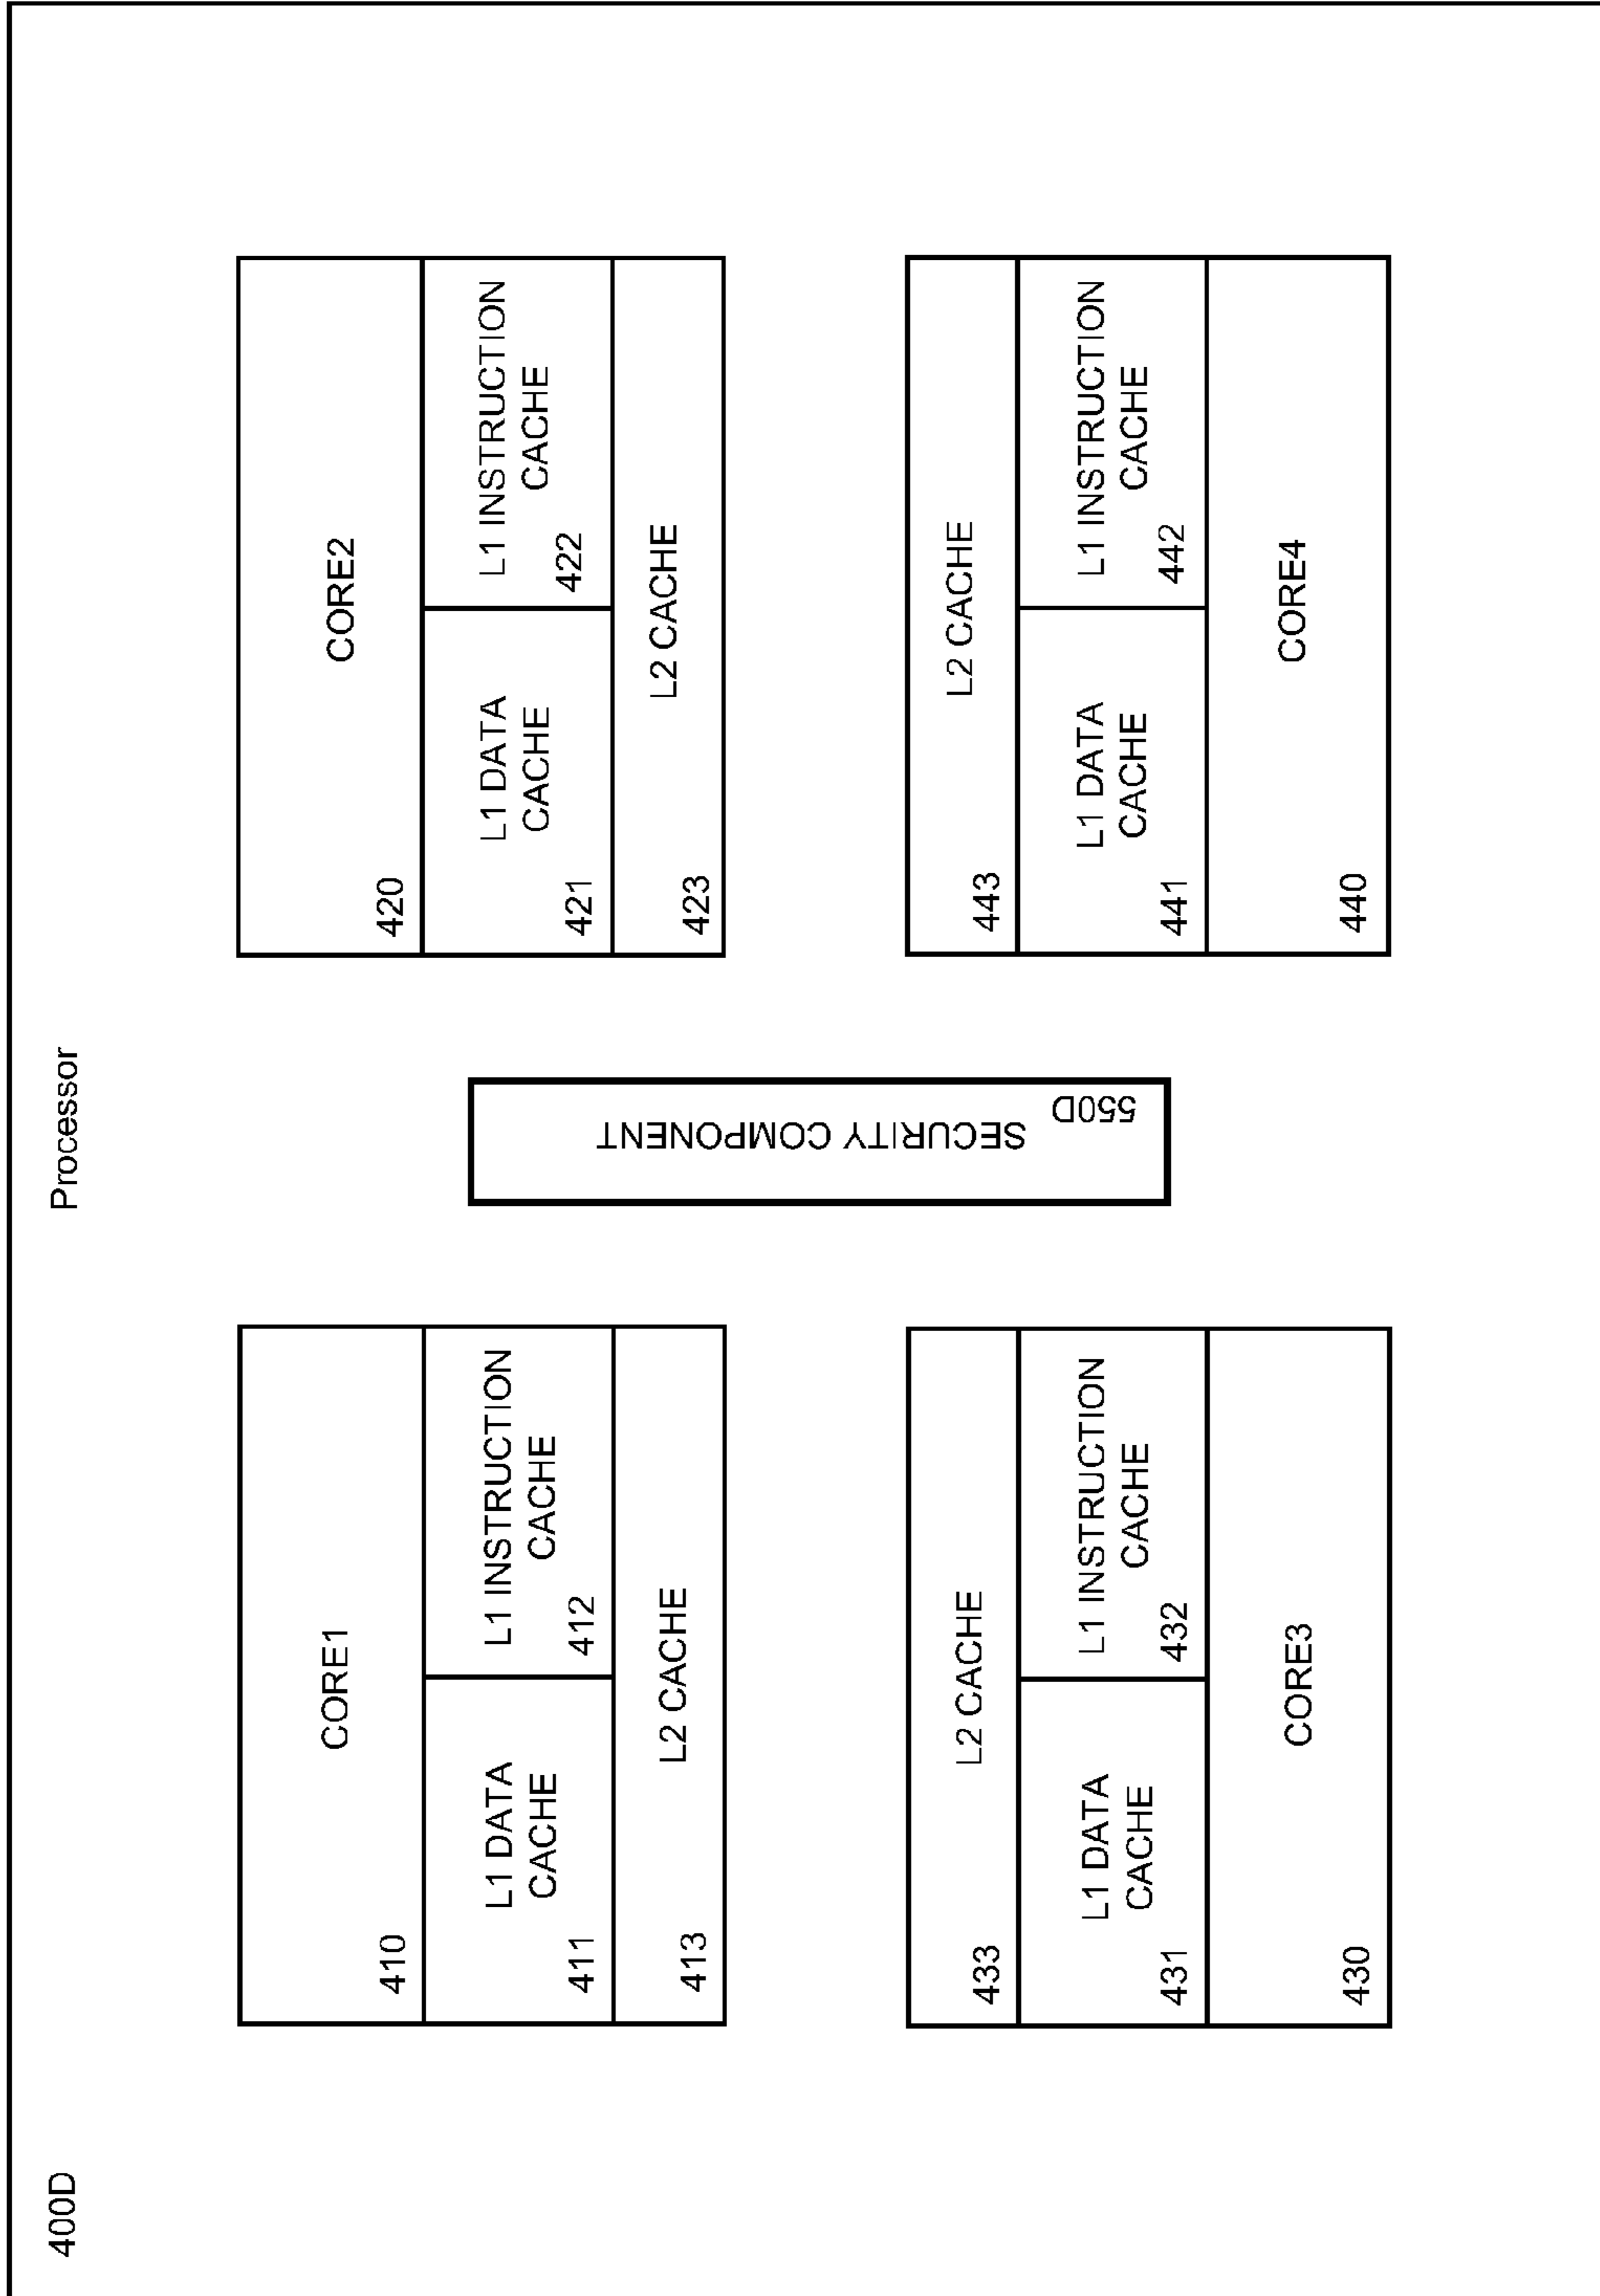 400D
Processor
CORE1
410
L1 DATA
CACHE
411
L1 INSTRUCTION
CACHE
412
L2 CACHE
413
CORE2
420
L1 DATA
CACHE
421
L1 INSTRUCTION
CACHE
422
L2 CACHE
423
SECURITY COMPONENT
550D
L2 CACHE
433
L1 DATA
CACHE
431
L1 INSTRUCTION
CACHE
432
CORE3
430
L2 CACHE
443
L1 DATA
CACHE
441
L1 INSTRUCTION
CACHE
442
CORE4
440